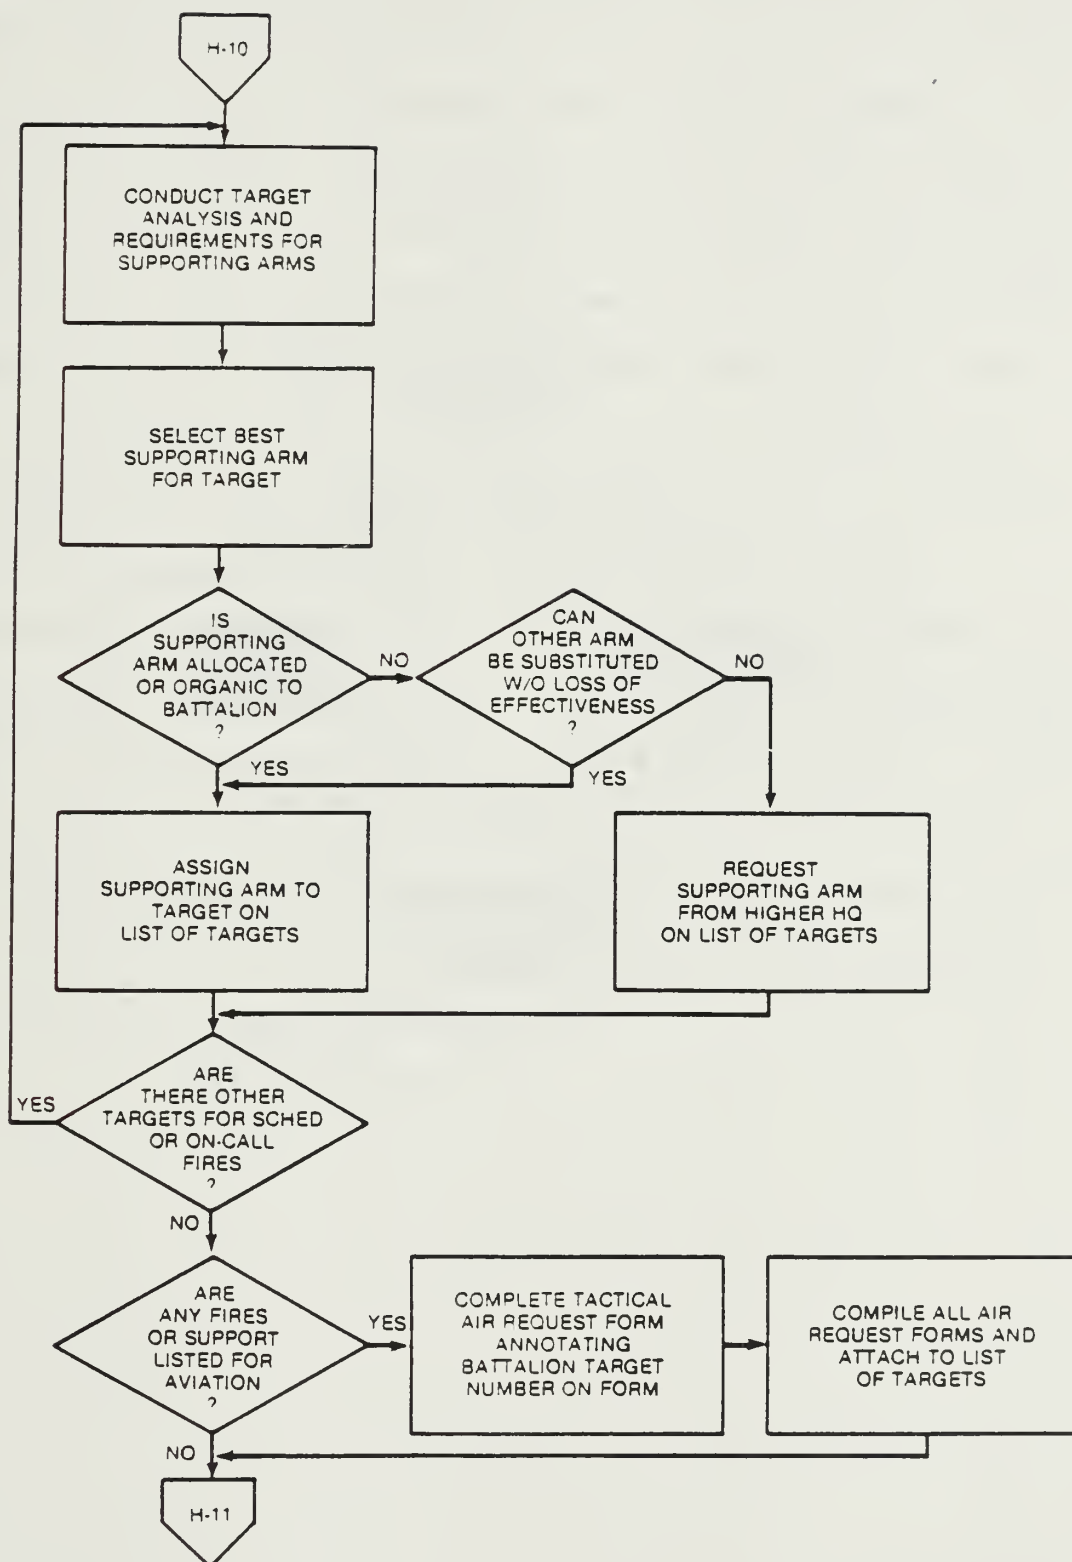 H-10
CONDUCT TARGET
ANALYSIS AND
REQUIREMENTS FOR
SUPPORTING ARMS
SELECT BEST
SUPPORTING ARM
FOR TARGET
IS
SUPPORTING
ARM ALLOCATED
OR ORGANIC TO
BATTALION
?
NO
CAN
OTHER ARM
BE SUBSTITUTED
W/O LOSS OF
EFFECTIVENESS
?
NO
YES
YES
ASSIGN
SUPPORTING ARM TO
TARGET ON
LIST OF TARGETS
REQUEST
SUPPORTING ARM
FROM HIGHER HQ
ON LIST OF TARGETS
ARE
THERE OTHER
TARGETS FOR SCHED
OR ON-CALL
FIRES
?
YES
NO
ARE
ANY FIRES
OR SUPPORT
LISTED FOR
AVIATION
?
YES
COMPLETE TACTICAL
AIR REQUEST FORM
ANNOTATING
BATTALION TARGET
NUMBER ON FORM
COMPILE ALL AIR
REQUEST FORMS AND
ATTACH TO LIST
OF TARGETS
NO
H-11